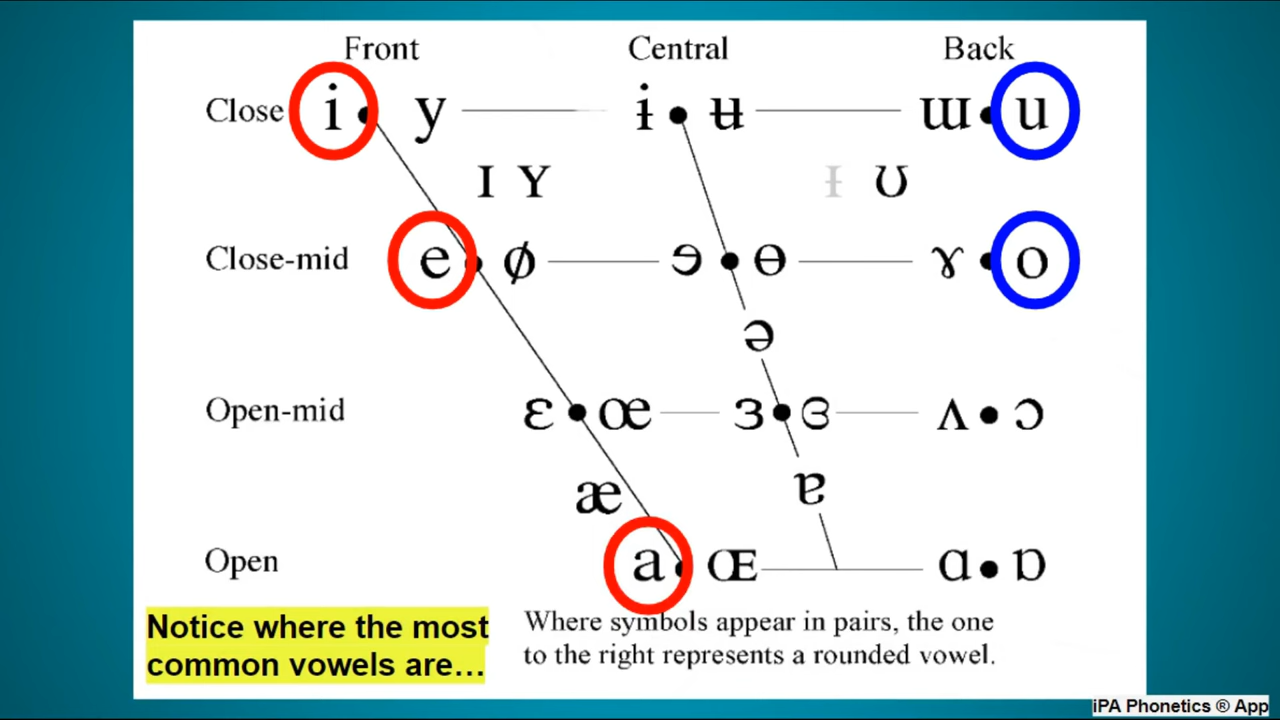 Front Central Back
Close i y ɨ ʉ ɯ u
I Y ᵻ Ʊ
Close-mid e ø ɘ ɵ ɤ o
ə
Open-mid ɛ œ ɜ ɞ ʌ ɔ
æ ɐ
Open a Œ ɑ ɒ
Notice where the most
common vowels are…
Where symbols appear in pairs, the one
to the right represents a rounded vowel.
iPA Phonetics ® App